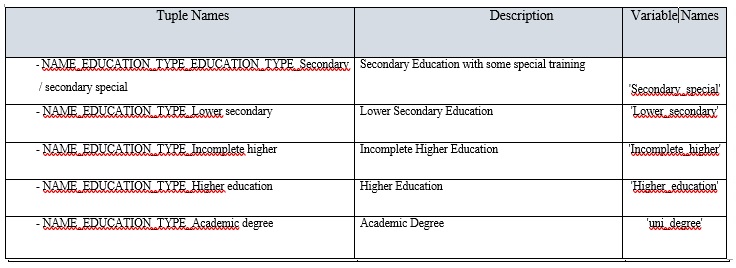 Tuple Names Description Variable Names
- NAME_EDUCATION_TYPE_EDUCATION_TYPE_Secondary Secondary Education with some special training
/ secondary special 'Secondary_special'
- NAME_EDUCATION_TYPE_Lower secondary Lower Secondary Education 'Lower_secondary'
- NAME_EDUCATION_TYPE_Incomplete higher Incomplete Higher Education 'Incomplete_higher'
- NAME_EDUCATION_TYPE_Higher education Higher Education 'Higher_education'
- NAME_EDUCATION_TYPE_Academic degree Academic Degree 'uni_degree'